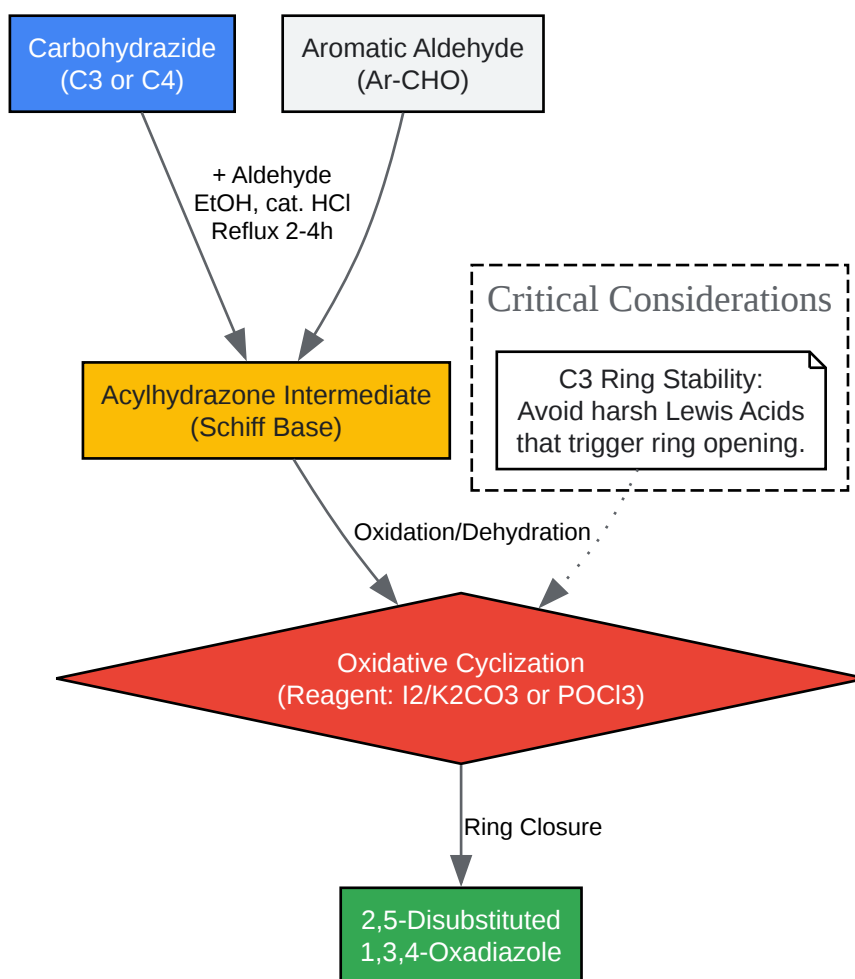 Carbohydrazide
(C3 or C4)
Aromatic Aldehyde
(Ar-CHO)
+ Aldehyde
EtOH, cat. HCl
Reflux 2-4h
Critical Considerations
C3 Ring Stability:
Avoid harsh Lewis Acids
that trigger ring opening.
Acylhydrazone Intermediate
(Schiff Base)
Oxidation/Dehydration
Oxidative Cyclization
(Reagent: I2/K2CO3 or POCl3)
Ring Closure
2,5-Disubstituted
1,3,4-Oxadiazole